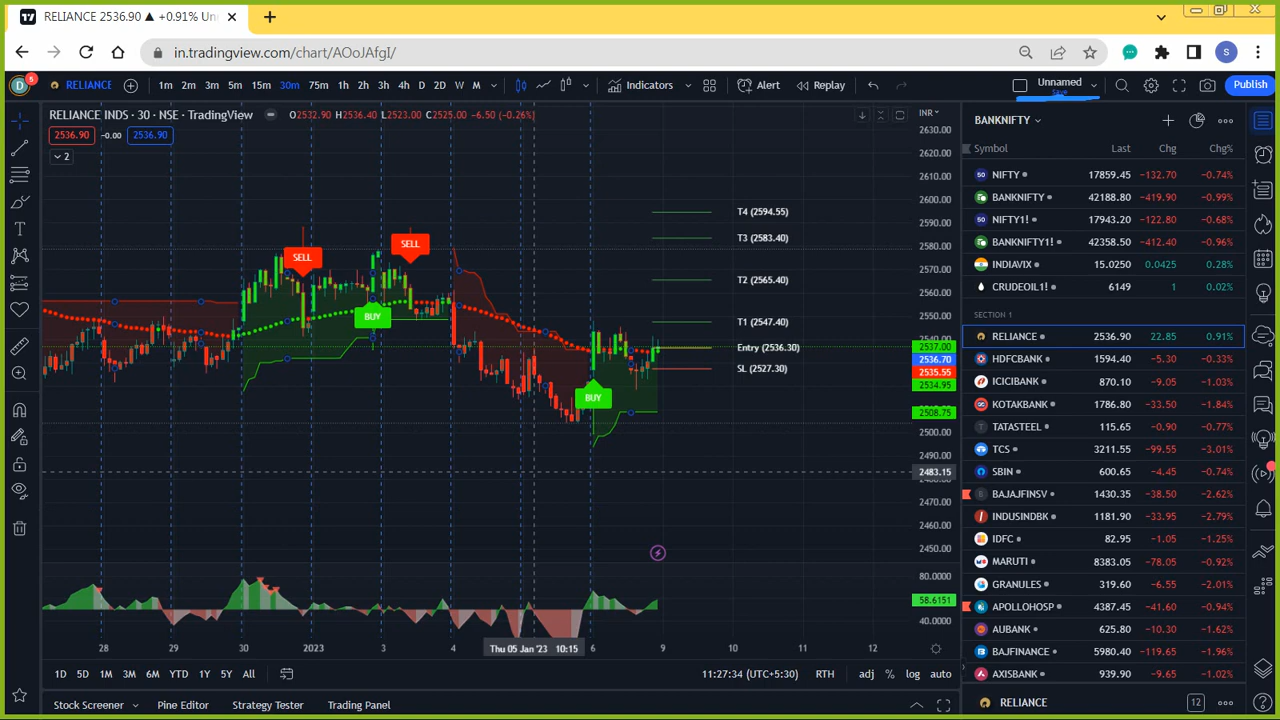 RELIANCE 2536.90 ▲ +0.91% Un
in.tradingview.com/chart/AOoJAfgI/
S
D 5 RELIANCE 1m 2m 3m 5m 15m 30m 75m 1h 2h 3h 4h D 2D W M Indicators Alert Replay Unnamed Save Publish
RELIANCE INDS · 30 · NSE · TradingView O2532.90 H2536.40 L2523.00 C2525.00 -6.50 (-0.26%) INR
2536.90 -0.00 2536.90
2
2630.00
2620.00
2610.00
2600.00
2590.00
2580.00
2570.00
2560.00
2550.00
2537.00
2536.70
2535.55
2534.95
2508.75
2500.00
2490.00
2483.15
2470.00
2460.00
2450.00
80.0000
58.6151
40.0000
T4 (2594.55)
T3 (2583.40)
T2 (2565.40)
T1 (2547.40)
Entry (2536.30)
SL (2527.30)
SELL
SELL
BUY
BUY
28 29 30 2023 3 4 Thu 05 Jan '23 10:15 6 9 10 11 12
1D 5D 1M 3M 6M YTD 1Y 5Y All 11:27:34 (UTC+5:30) RTH adj % log auto
Stock Screener Pine Editor Strategy Tester Trading Panel
BANKNIFTY
Symbol Last Chg Chg%
NIFTY 17859.45 -132.70 -0.74%
BANKNIFTY 42188.80 -419.90 -0.99%
NIFTY1! 17943.20 -122.80 -0.68%
BANKNIFTY1! 42358.50 -412.40 -0.96%
INDIAVIX 15.0250 0.0425 0.28%
CRUDEOIL1! 6149 1 0.02%
SECTION 1
RELIANCE 2536.90 22.85 0.91%
HDFCBANK 1594.40 -5.30 -0.33%
ICICIBANK 870.10 -9.05 -1.03%
KOTAKBANK 1786.80 -33.50 -1.84%
TATASTEEL 115.65 -0.90 -0.77%
TCS 3211.55 -99.55 -3.01%
SBIN 600.65 -4.45 -0.74%
BAJAJFINSV 1430.35 -38.50 -2.62%
INDUSINDBK 1181.90 -33.95 -2.79%
IDFC 82.95 -1.05 -1.25%
MARUTI 8383.05 -78.05 -0.92%
GRANULES 319.60 -6.55 -2.01%
APOLLOHOSP 4387.45 -41.60 -0.94%
AUBANK 625.80 -10.30 -1.62%
BAJFINANCE 5980.40 -119.65 -1.96%
AXISBANK 939.90 -9.65 -1.02%
RELIANCE 12